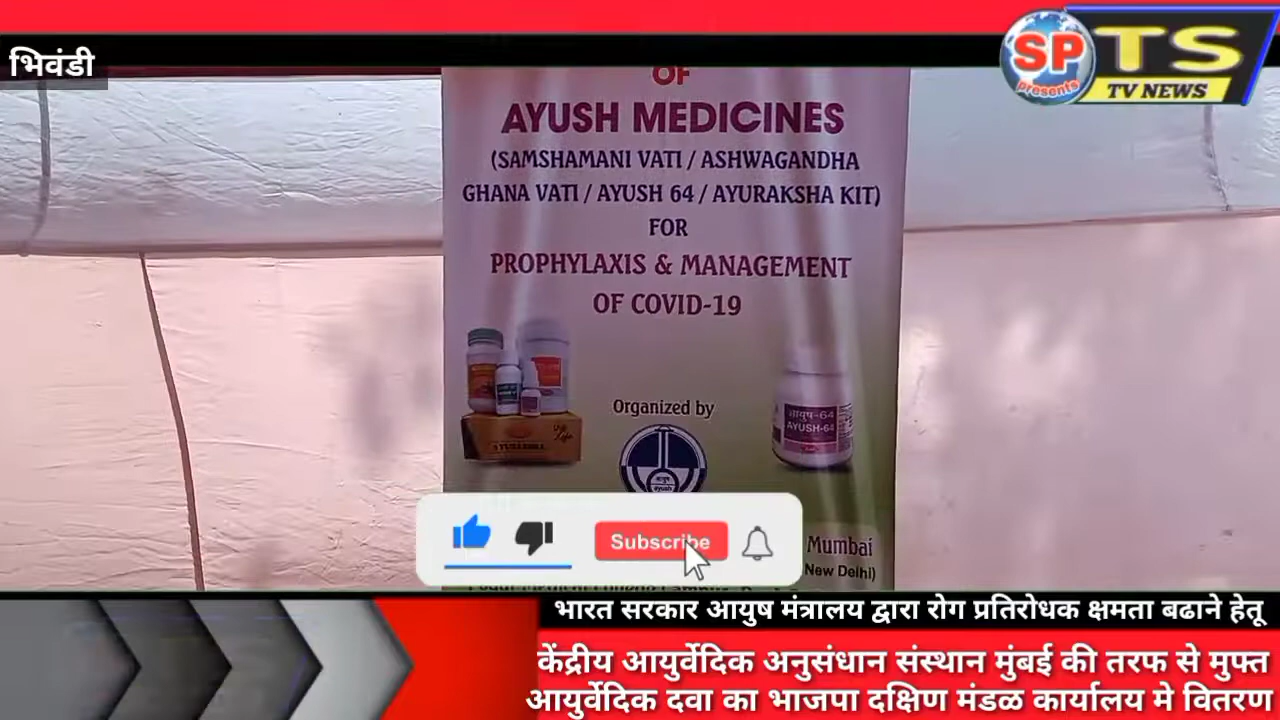 भिवंडी
SP TS
presents
TV NEWS
OF
AYUSH MEDICINES
(SAMSHAMANI VATI / ASHWAGANDHA
GHANA VATI / AYUSH 64 / AYURAKSHA KIT)
FOR
PROPHYLAXIS & MANAGEMENT
OF COVID-19
Organized by
आयुष-64
AYUSH-64
आयुष
ayush
Subscribe
Mumbai
New Delhi)
भारत सरकार आयुष मंत्रालय द्वारा रोग प्रतिरोधक क्षमता बढाने हेतू
केंद्रीय आयुर्वेदिक अनुसंधान संस्थान मुंबई की तरफ से मुफ्त
आयुर्वेदिक दवा का भाजपा दक्षिण मंडळ कार्यालय मे वितरण